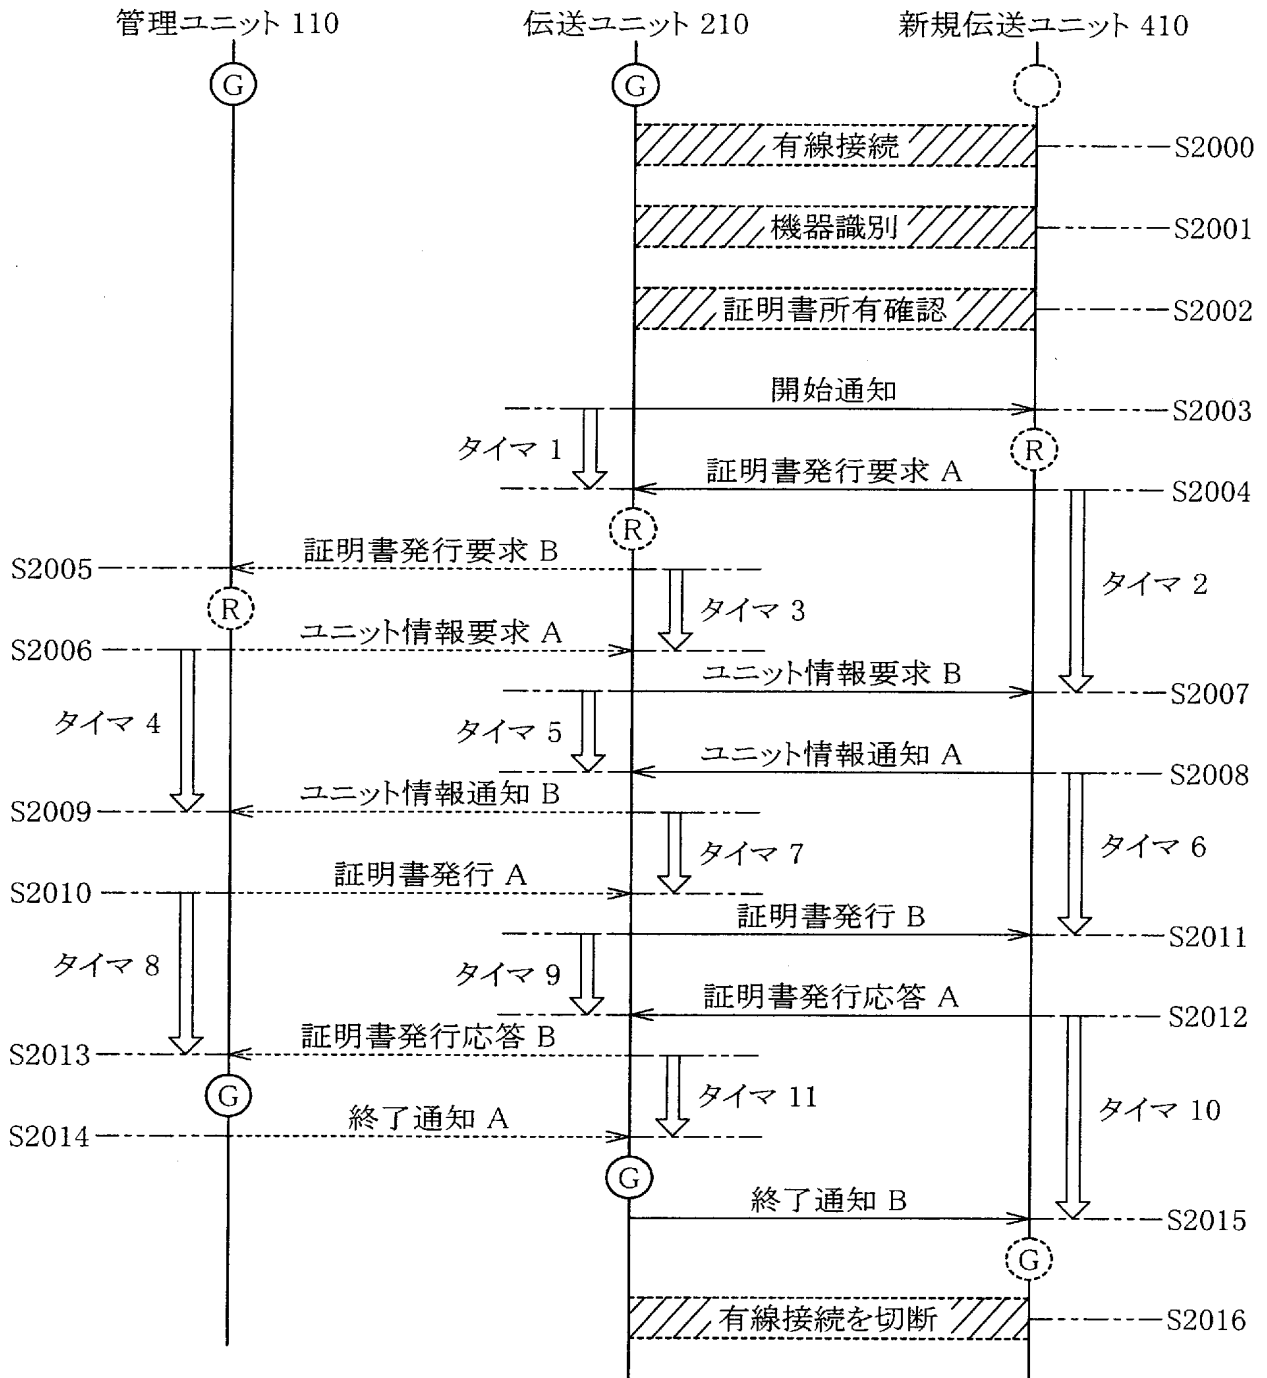 管理ユニット 110
伝送ユニット 210
新規伝送ユニット 410
G
G
有線接続
S2000
機器識別
S2001
証明書所有確認
S2002
開始通知
S2003
タイマ 1
R
証明書発行要求 A
S2004
R
証明書発行要求 B
S2005
タイマ 2
R
タイマ 3
ユニット情報要求 A
S2006
ユニット情報要求 B
S2007
タイマ 4
タイマ 5
ユニット情報通知 A
S2008
ユニット情報通知 B
S2009
タイマ 6
タイマ 7
証明書発行 A
S2010
証明書発行 B
S2011
タイマ 8
タイマ 9
証明書発行応答 A
S2012
証明書発行応答 B
S2013
G
タイマ 11
タイマ 10
終了通知 A
S2014
G
終了通知 B
S2015
G
有線接続を切断
S2016